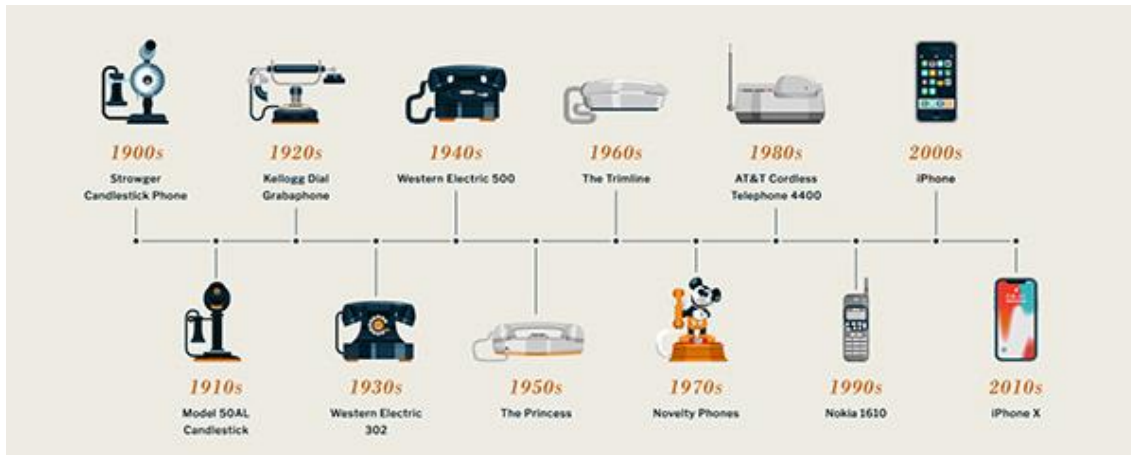 1900s
Strowger
Candlestick Phone
1920s
Kellogg Dial
Grabaphone
1940s
Western Electric 500
1960s
The Trimline
1980s
AT&T Cordless
Telephone 4400
2000s
iPhone
1910s
Model 50AL
Candlestick
1930s
Western Electric
302
1950s
The Princess
1970s
Novelty Phones
1990s
Nokia 1610
2010s
iPhone X